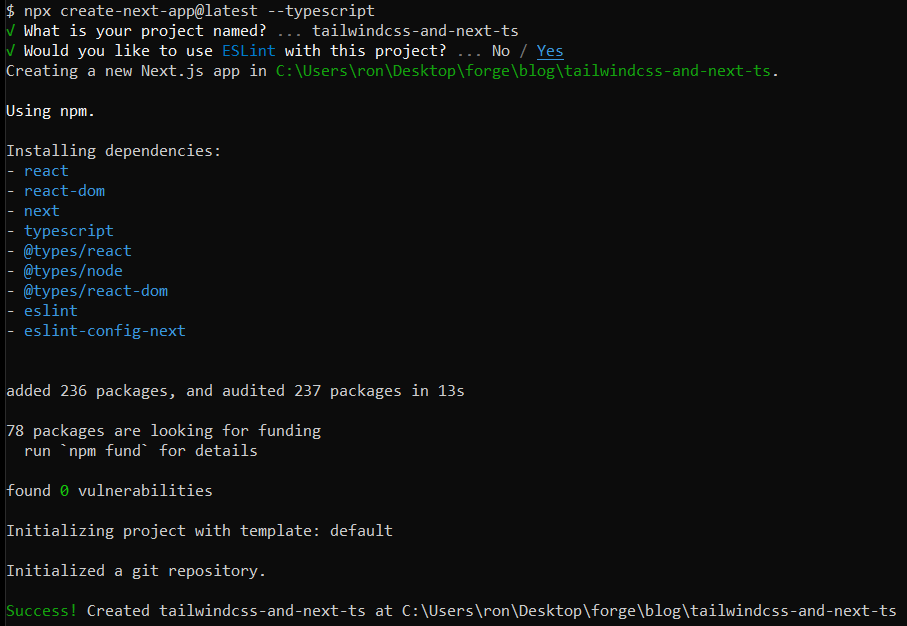 $ npx create-next-app@latest --typescript
√ What is your project named? ... tailwindcss-and-next-ts
√ Would you like to use ESLint with this project? ... No / Yes
Creating a new Next.js app in C:\Users\ron\Desktop\forge\blog\tailwindcss-and-next-ts.
Using npm.
Installing dependencies:
- react
- react-dom
- next
- typescript
- @types/react
- @types/node
- @types/react-dom
- eslint
- eslint-config-next
added 236 packages, and audited 237 packages in 13s
78 packages are looking for funding
run `npm fund` for details
found 0 vulnerabilities
Initializing project with template: default
Initialized a git repository.
Success! Created tailwindcss-and-next-ts at C:\Users\ron\Desktop\forge\blog\tailwindcss-and-next-ts